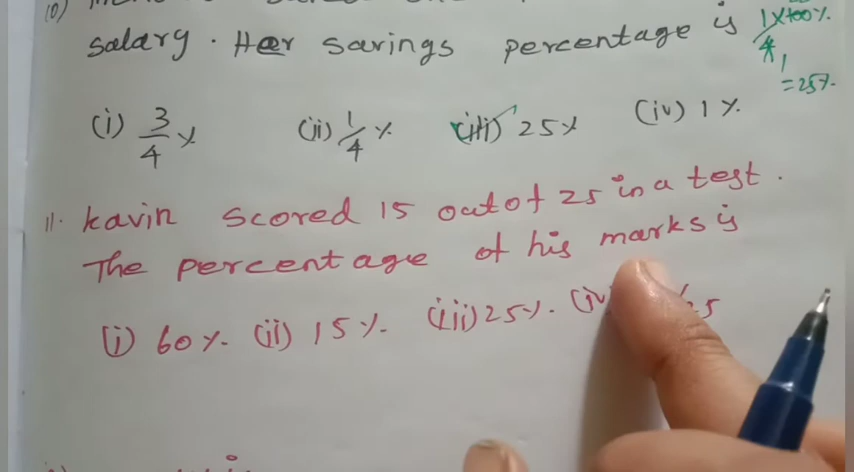 10)
salary. Her savings percentage is 1×100%
4 1
= 25%
(i) 3/4 % (ii) 1/4 % (iii) 25% (iv) 1%
11. Kavin scored 15 out of 25 in a test.
The percentage of his marks is
(i) 60%. (ii) 15%. (iii) 25%. (iv)